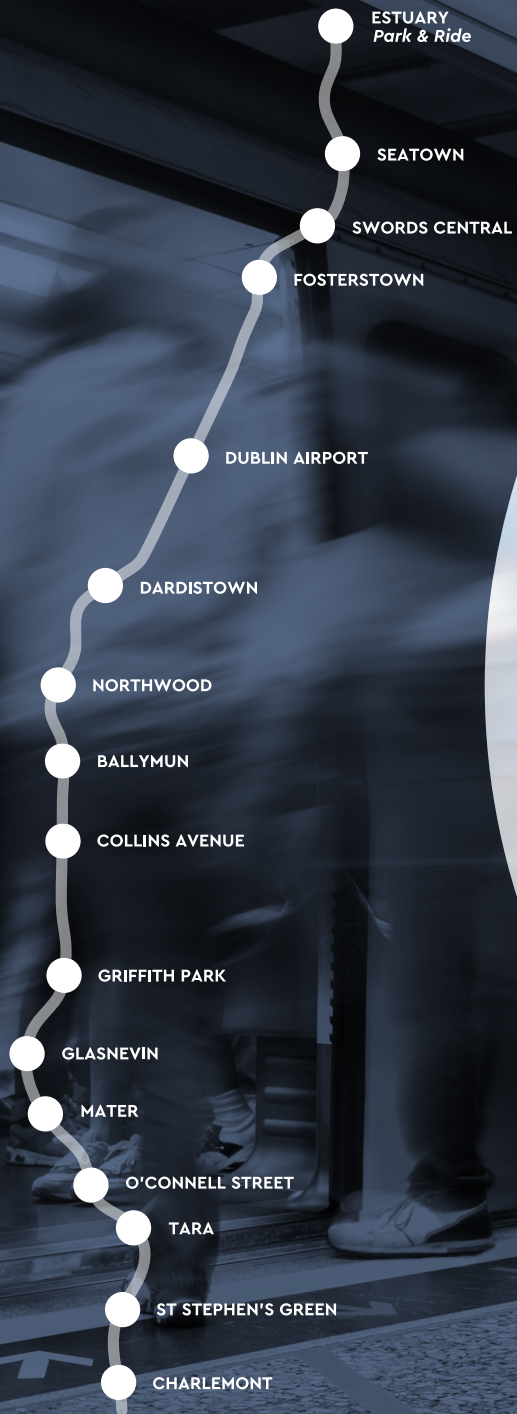 ESTUARY
Park & Ride
SEATOWN
SWORDS CENTRAL
FOSTERSTOWN
DUBLIN AIRPORT
DARDISTOWN
NORTHWOOD
BALLYMUN
COLLINS AVENUE
GRIFFITH PARK
GLASNEVIN
MATER
O'CONNELL STREET
TARA
ST STEPHEN'S GREEN
CHARLEMONT